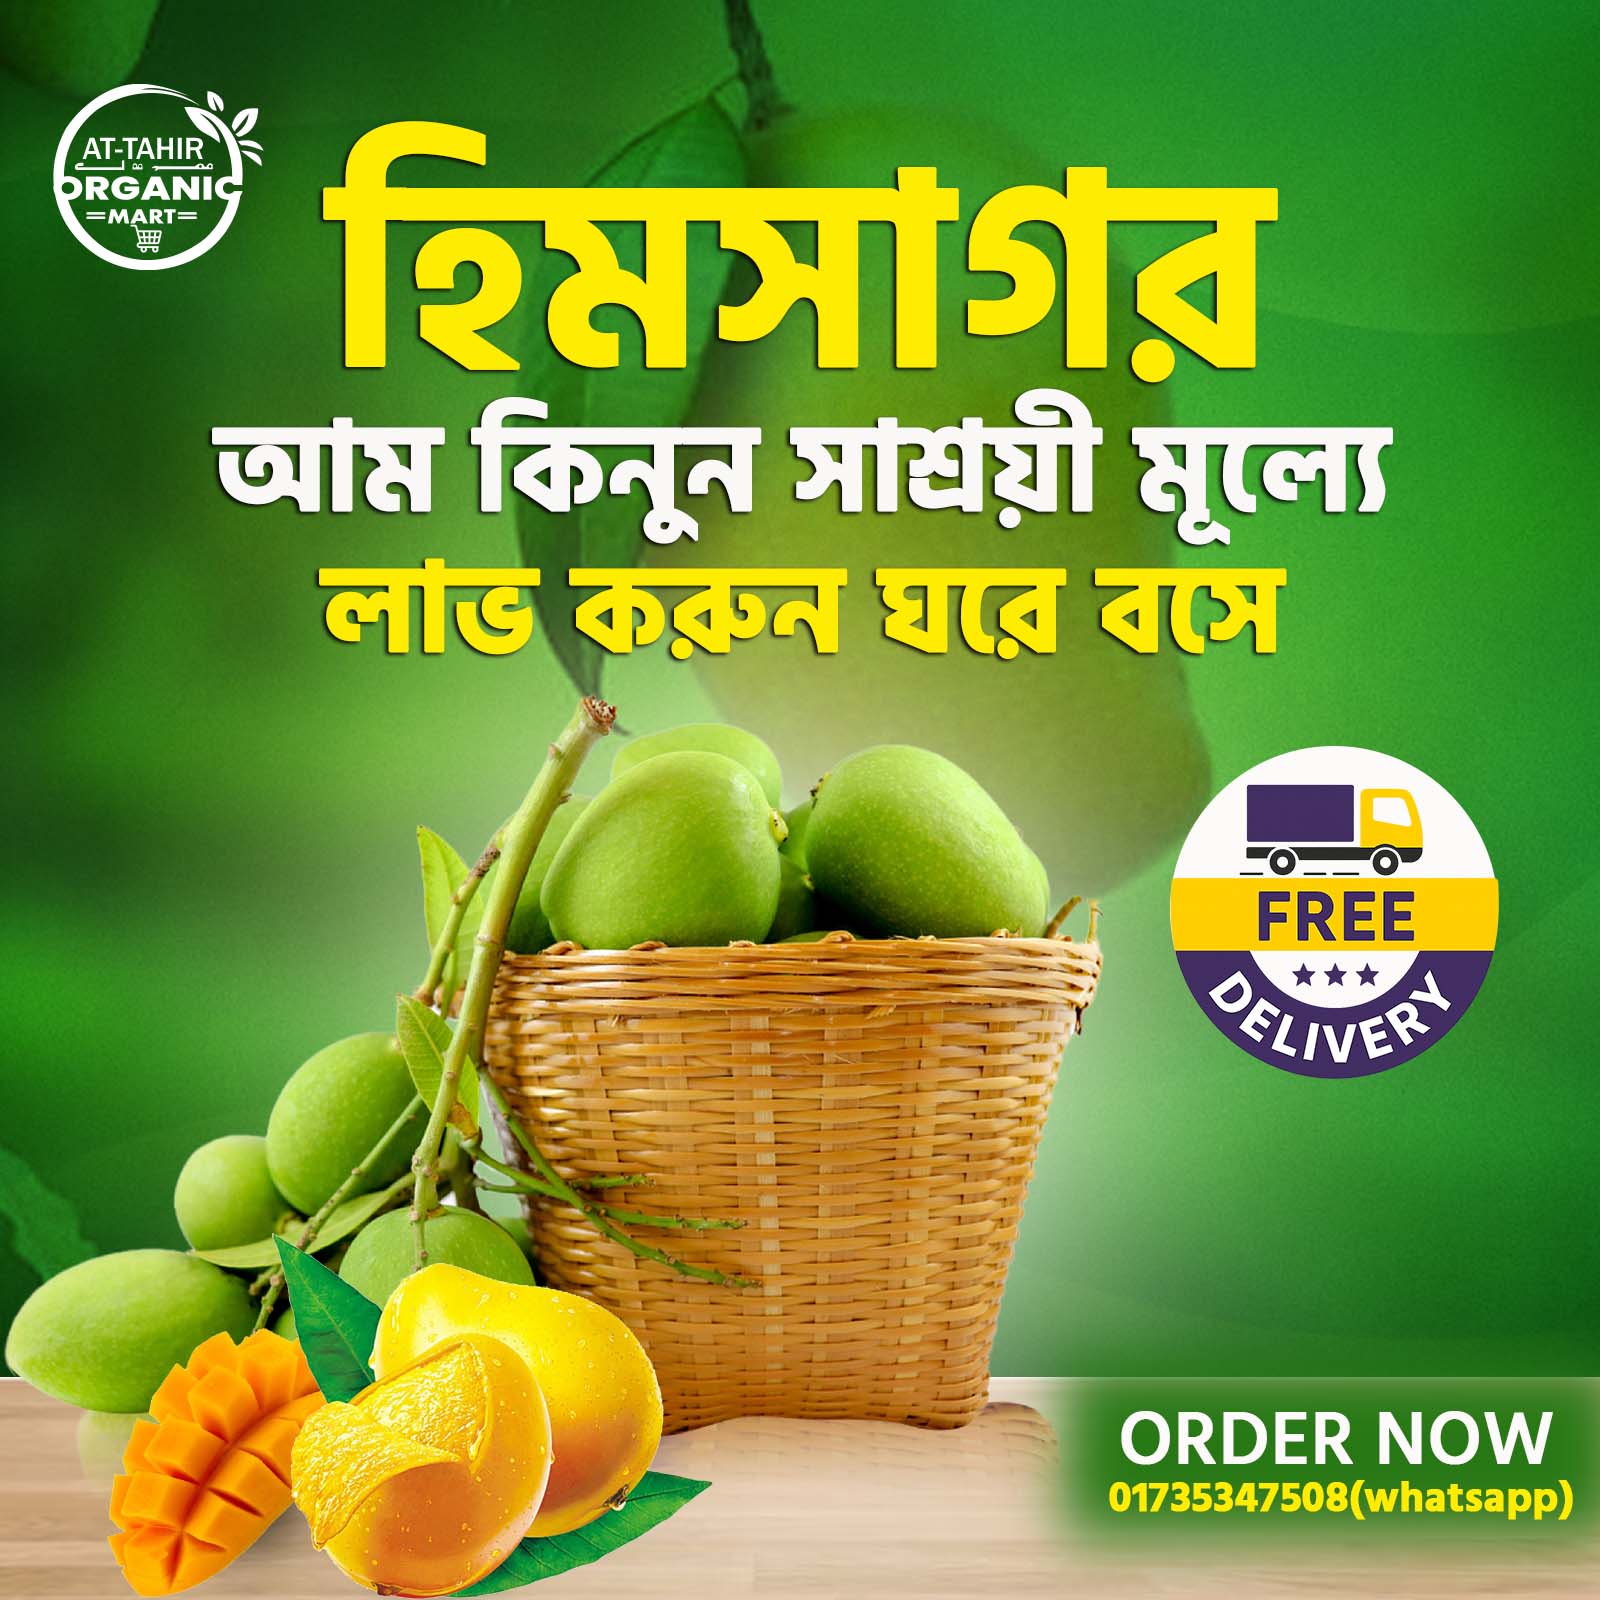 AT-TAHIR
ORGANIC
=MART=
হিমসাগর
আম কিনুন সাশ্রয়ী মূল্যে
লাভ করুন ঘরে বসে
FREE
DELIVERY
ORDER NOW
01735347508(whatsapp)